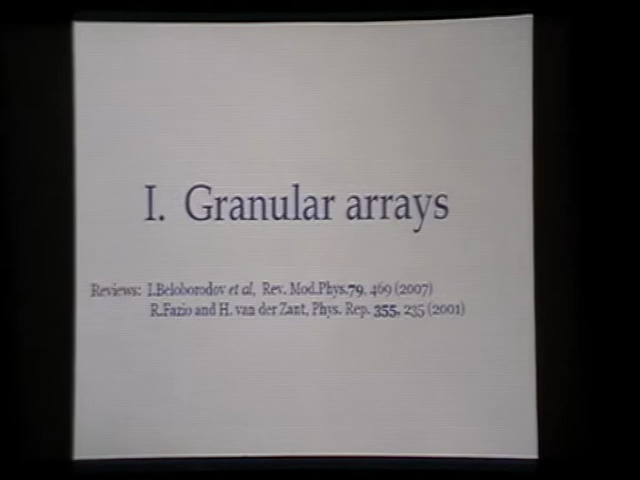 I. Granular arrays
Reviews: I.Beloborodov et al, Rev. Mod.Phys.79, 469 (2007)
R.Fazio and H. van der Zant, Phys. Rep. 355, 235 (2001)